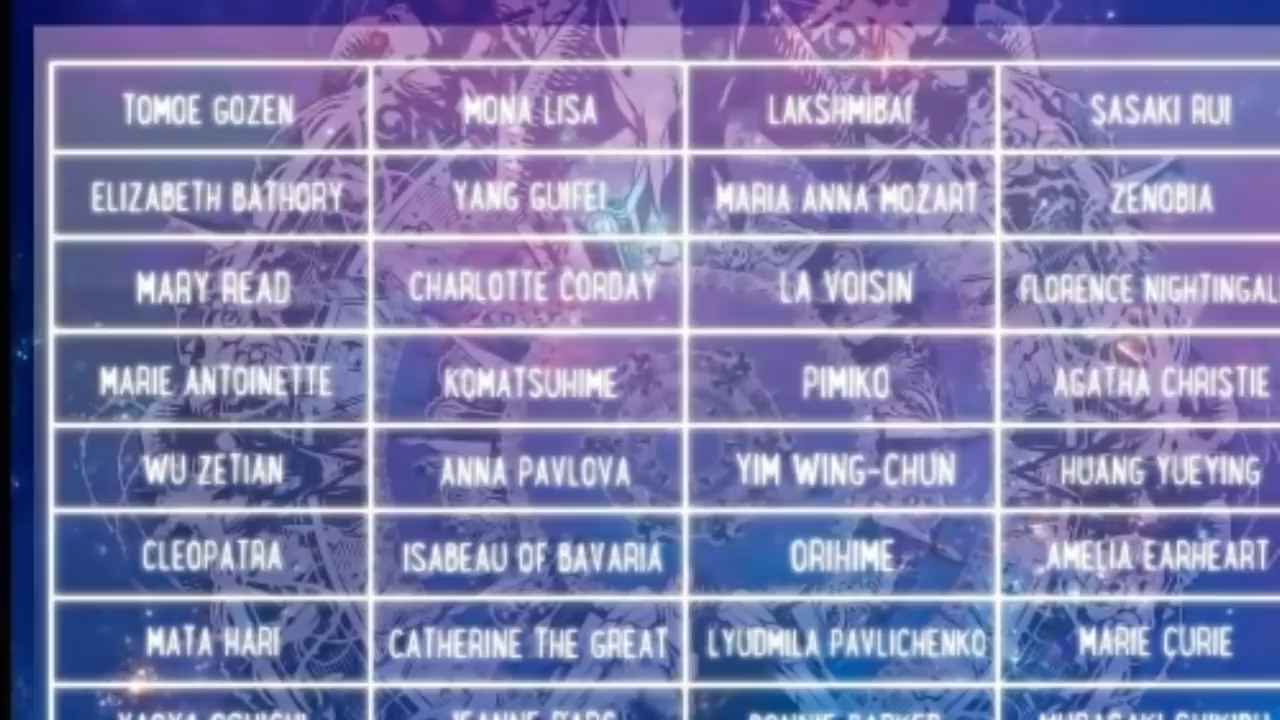 TOMOE GOZEN MONA LISA LAKSHMIBAI SASAKI RUI
ELIZABETH BATHORY YANG GUIFEI MARIA ANNA MOZART ZENOBIA
MARY READ CHARLOTTE CORDAY LA VOISIN FLORENCE NIGHTINGAL
MARIE ANTOINETTE KOMATSUHIME PIMIKO AGATHA CHRISTIE
WU ZETIAN ANNA PAVLOVA YIM WING-CHUN HUANG YUEYING
CLEOPATRA ISABEAU OF BAVARIA ORIHIME AMELIA EARHEART
MATA HARI CATHERINE THE GREAT LYUDMILA PAVLICHENKO MARIE CURIE